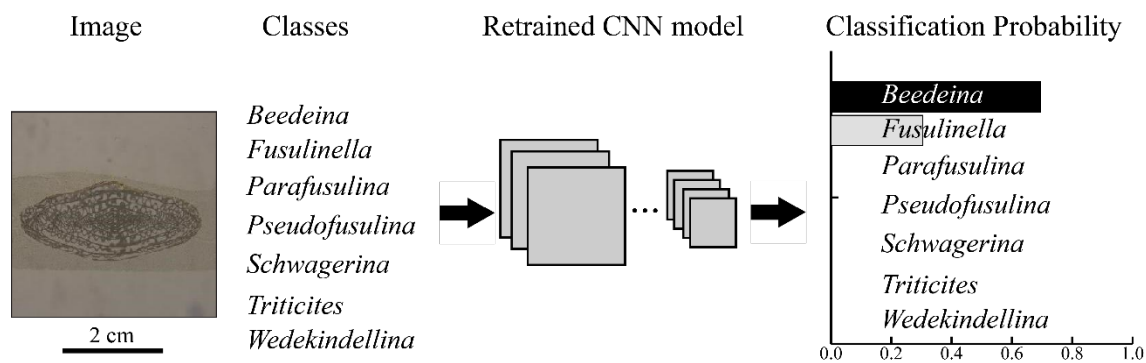 Image
Classes
Retrained CNN model
Classification Probability
Beedeina
Fusulinella
Parafusulina
Pseudofusulina
Schwagerina
Triticites
Wedekindellina
2 cm
...
Beedeina
Fusulinella
Parafusulina
Pseudofusulina
Schwagerina
Triticites
Wedekindellina
0.0 0.2 0.4 0.6 0.8 1.0